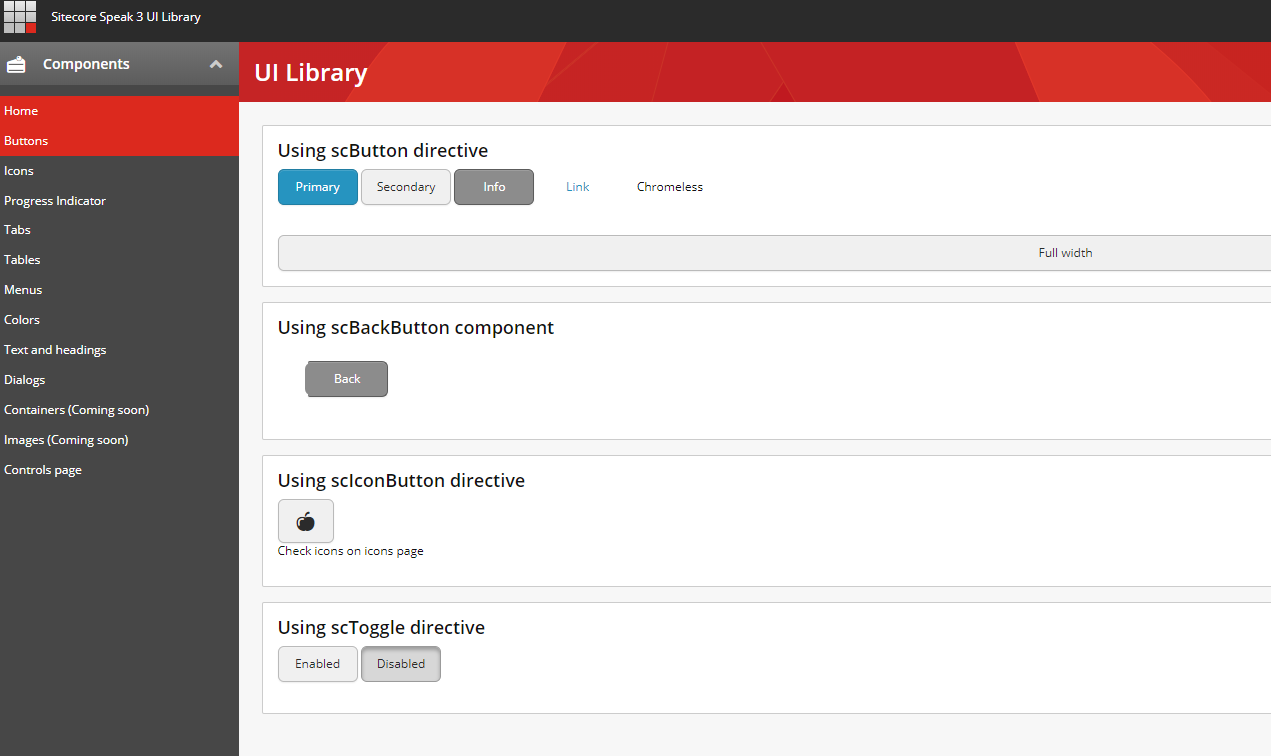 Sitecore Speak 3 UI Library
Components
Home
Buttons
Icons
Progress Indicator
Tabs
Tables
Menus
Colors
Text and headings
Dialogs
Containers (Coming soon)
Images (Coming soon)
Controls page
UI Library
Using scButton directive
Primary Secondary Info Link Chromeless
Full width
Using scBackButton component
Back
Using scIconButton directive
Check icons on icons page
Using scToggle directive
Enabled Disabled